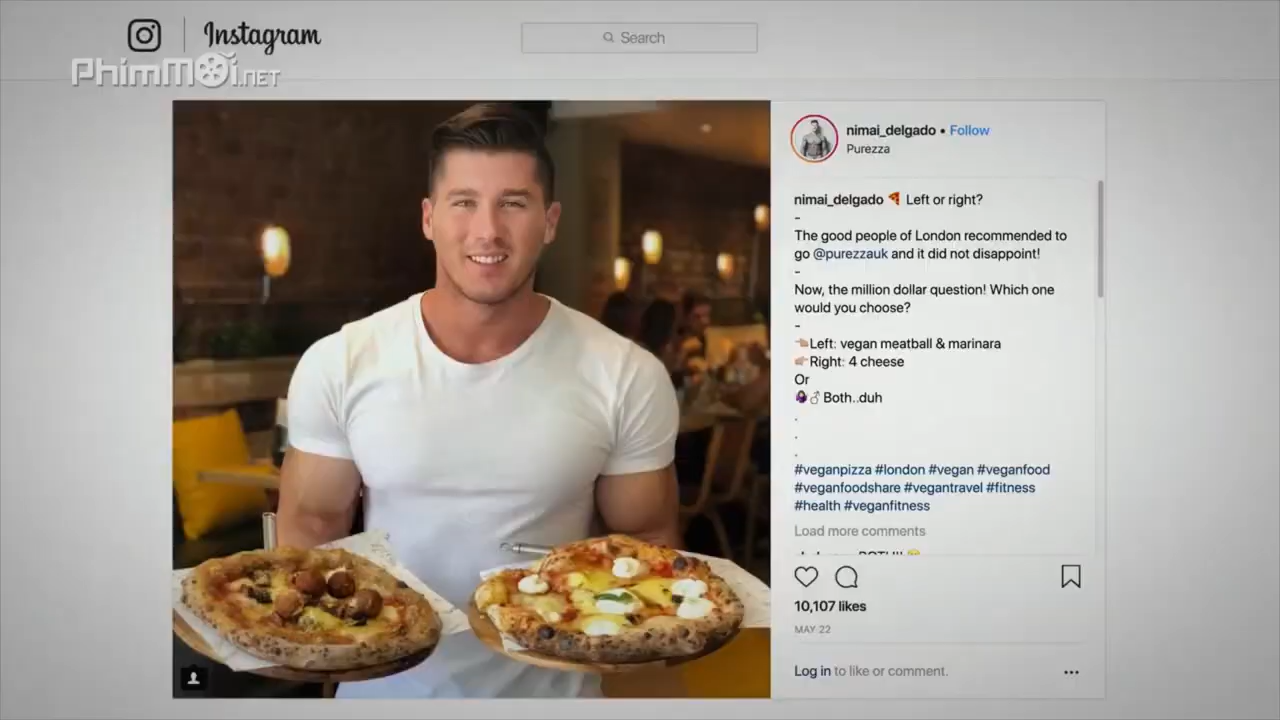 Instagram
Search
PhimMới.NET
nimai_delgado • Follow
Purezza
nimai_delgado 🍕 Left or right?
-
The good people of London recommended to
go @purezzauk and it did not disappoint!
-
Now, the million dollar question! Which one
would you choose?
-
👈🏼Left: vegan meatball & marinara
👉🏼Right: 4 cheese
Or
🤷🏻‍♂ Both..duh
.
.
.
#veganpizza #london #vegan #veganfood
#veganfoodshare #vegantravel #fitness
#health #veganfitness
Load more comments
10,107 likes
MAY 22
Log in to like or comment.